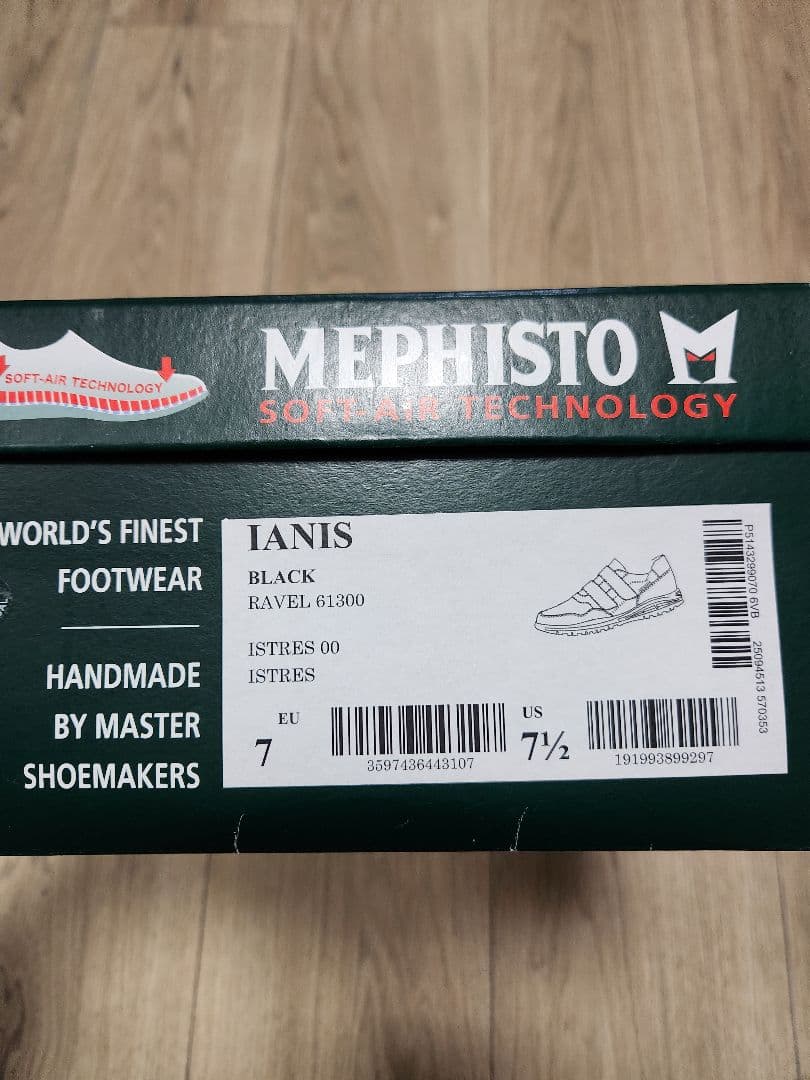 SOFT-AIR TECHNOLOGY
MEPHISTO
SOFT-AIR TECHNOLOGY
WORLD'S FINEST
FOOTWEAR
HANDMADE
BY MASTER
SHOEMAKERS
IANIS
BLACK
RAVEL 61300
ISTRES 00
ISTRES
EU
7
3597436443107
US
7½
191993899297
P5143299070 6VB
25094513 570353